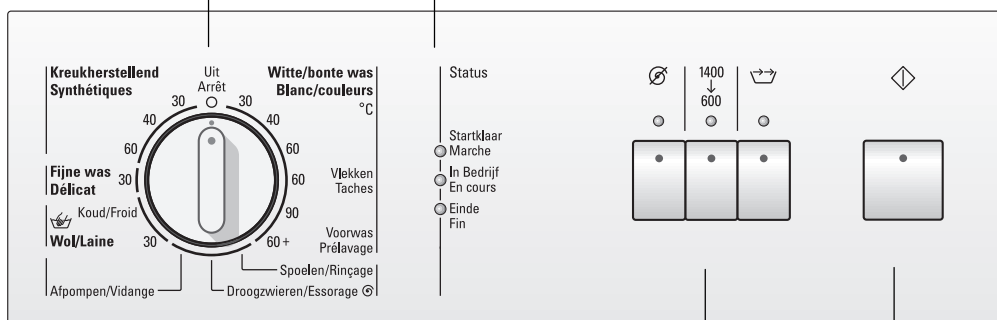 Kreukherstellend
Synthétiques
Uit
Arrêt
Witte/bonte was
Blanc/couleurs
°C
30
40
60
30
40
60
60
Vlekken
Taches
90
60+
Voorwas
Prélavage
Fijne was
Délicat
30
Koud/Froid
Wol/Laine
30
Spoelen/Rinçage
Afpompen/Vidange
Droogzwieren/Essorage
Status
Startklaar
Marche
In Bedrijf
En cours
Einde
Fin
1400
↓
600